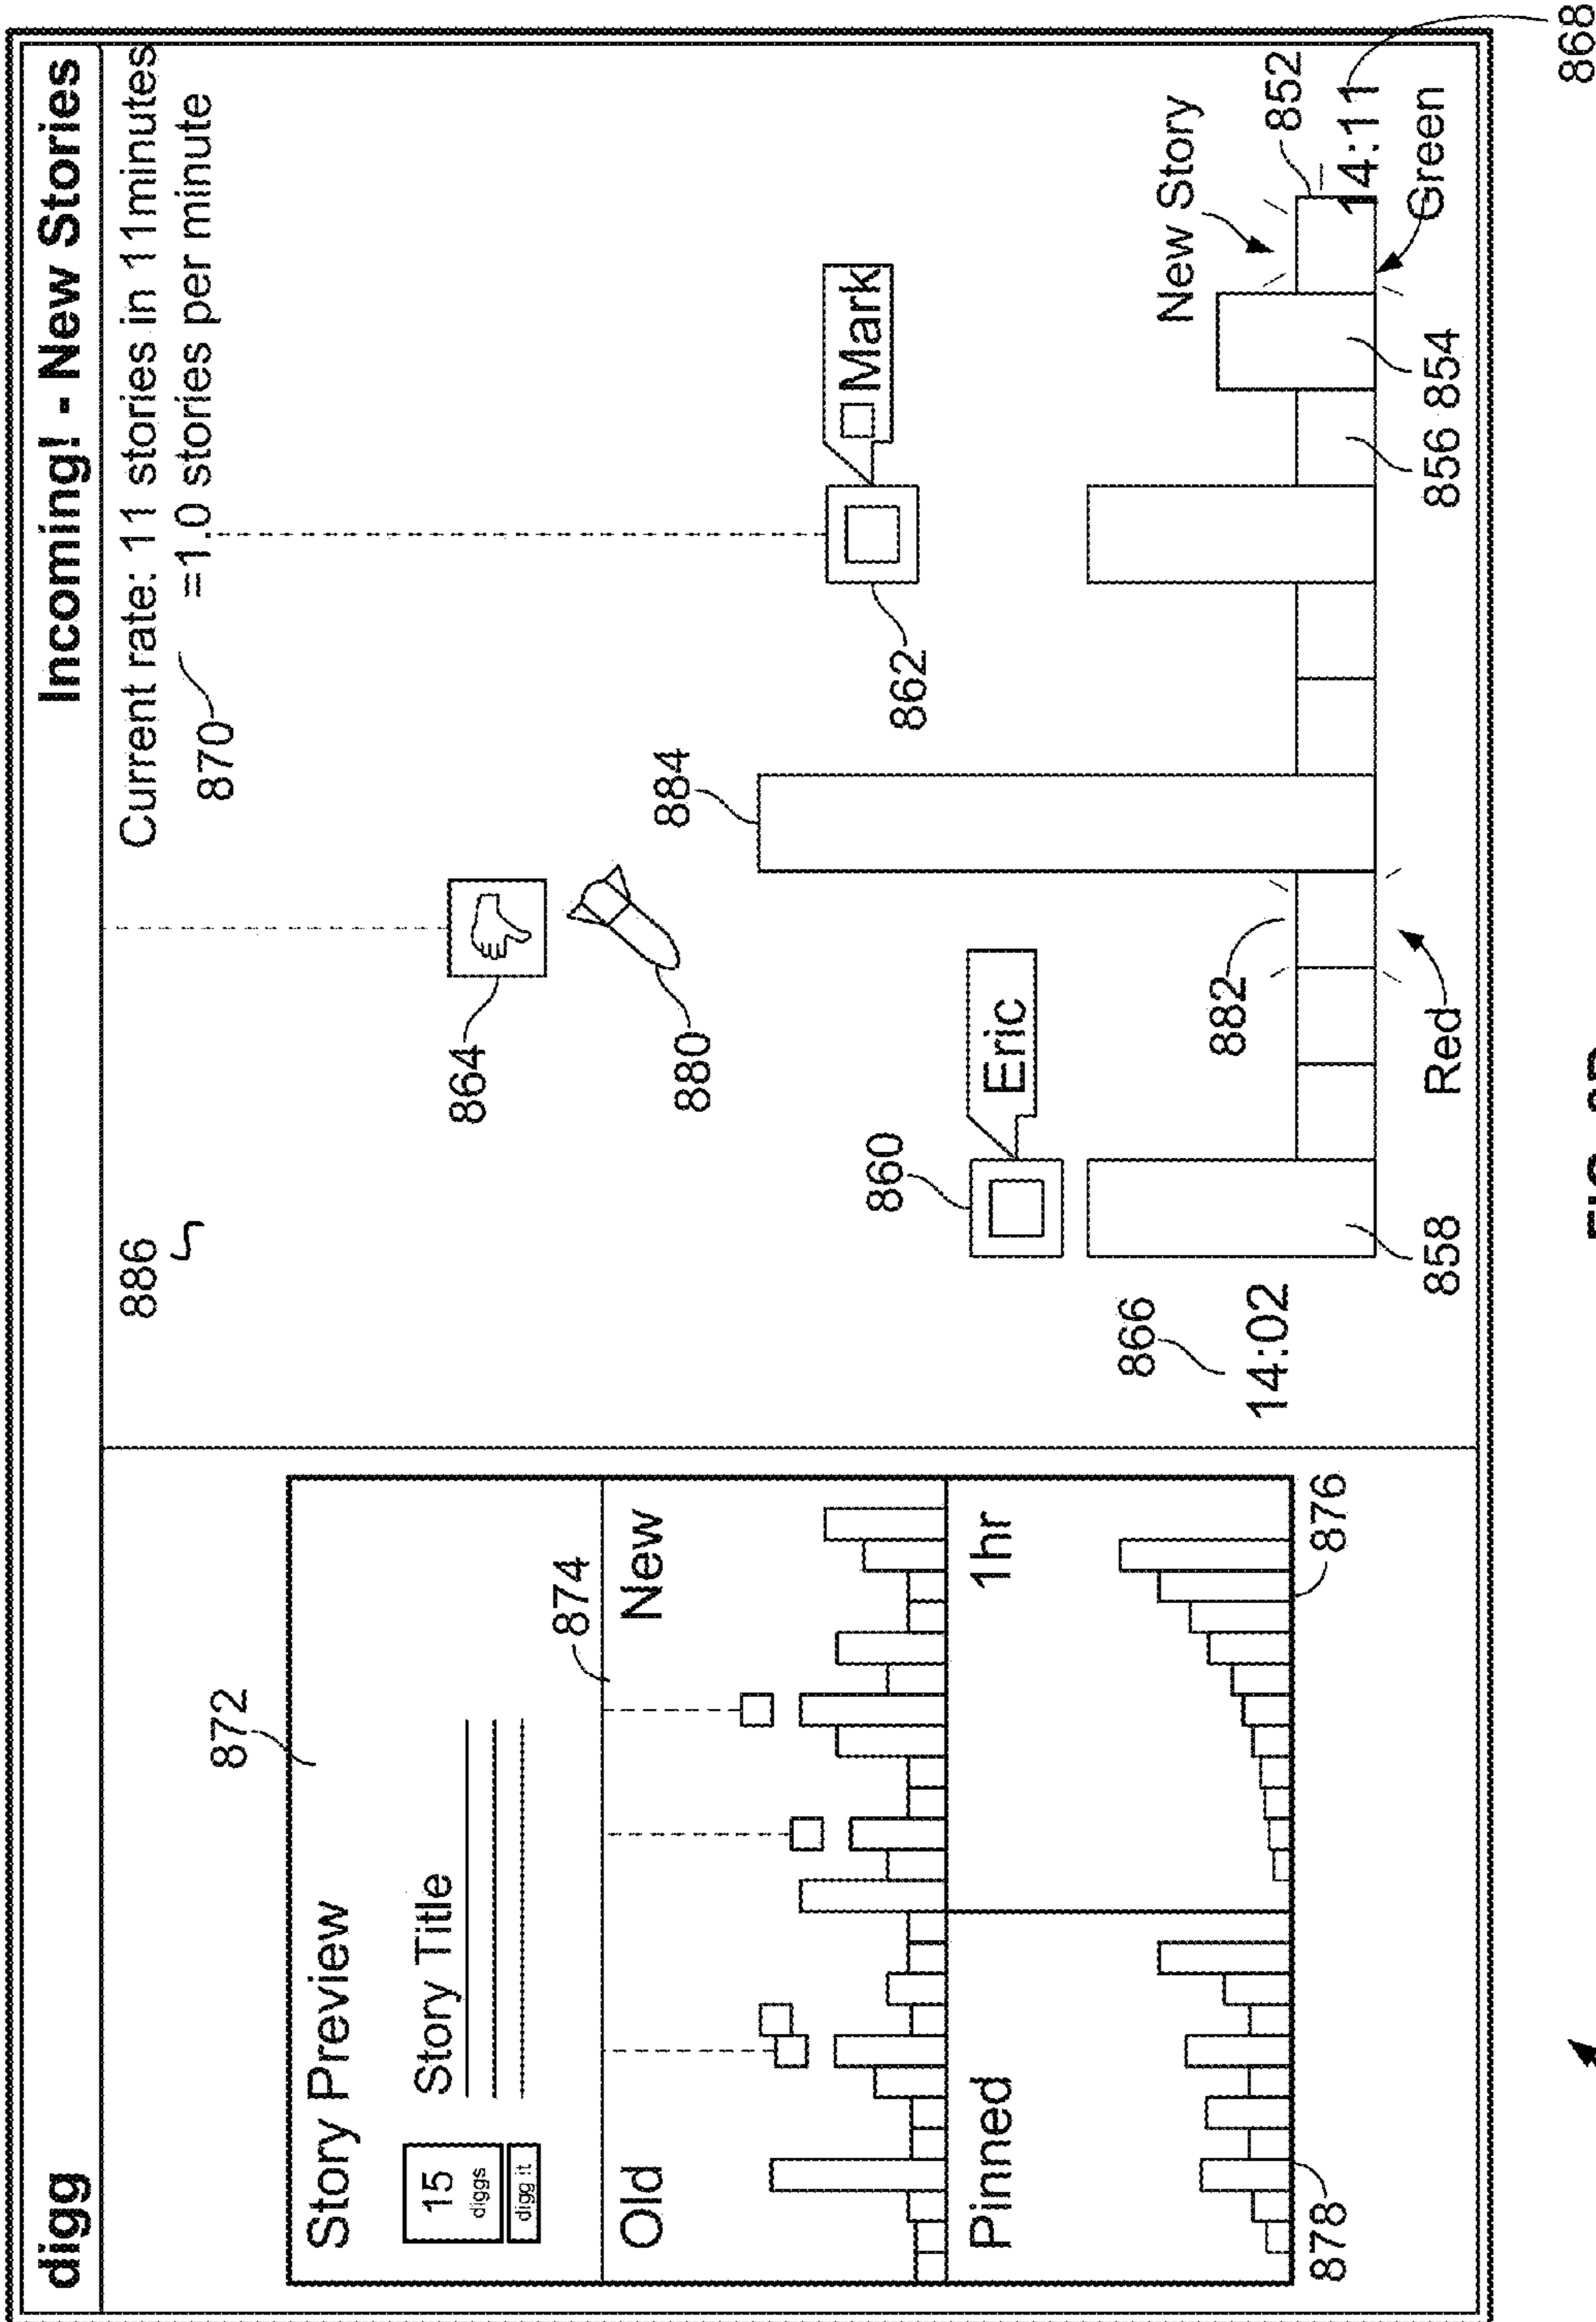 digg
Incoming! - New Stories
Current rate: 11 stories in 11minutes
=1.0 stories per minute
870
886
872
Story Preview
15
diggs
digg it
Story Title
874
Old
New
Pinned
1hr
878
876
864
880
884
862
Mark
860
Eric
866
14:02
882
New Story
852
14:11
858
Red
856
854
Green
868